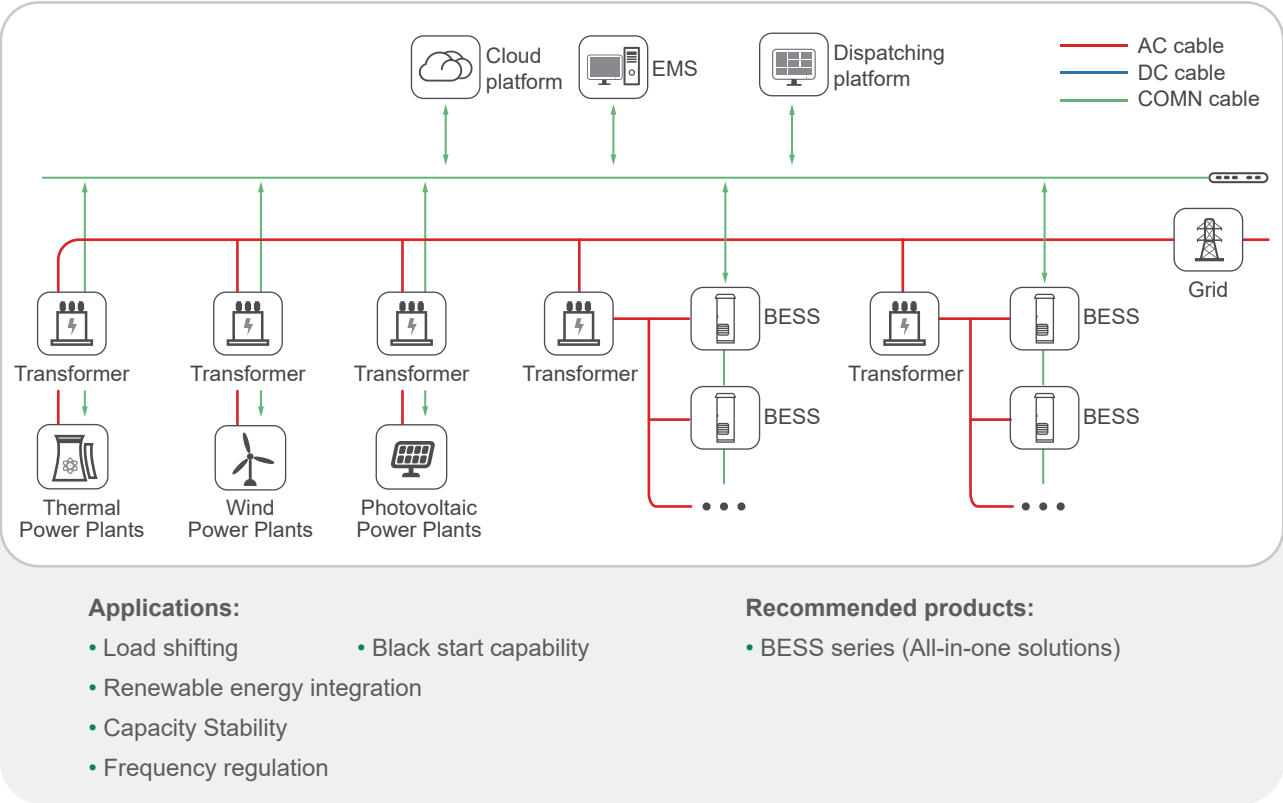 Cloud
platform
EMS
Dispatching
platform
AC cable
DC cable
COMN cable
Grid
BESS
BESS
Transformer
Transformer
Transformer
Transformer
Transformer
BESS
BESS
Thermal
Power Plants
Wind
Power Plants
Photovoltaic
Power Plants
Applications:
• Load shifting
• Black start capability
• Renewable energy integration
• Capacity Stability
• Frequency regulation
Recommended products:
• BESS series (All-in-one solutions)